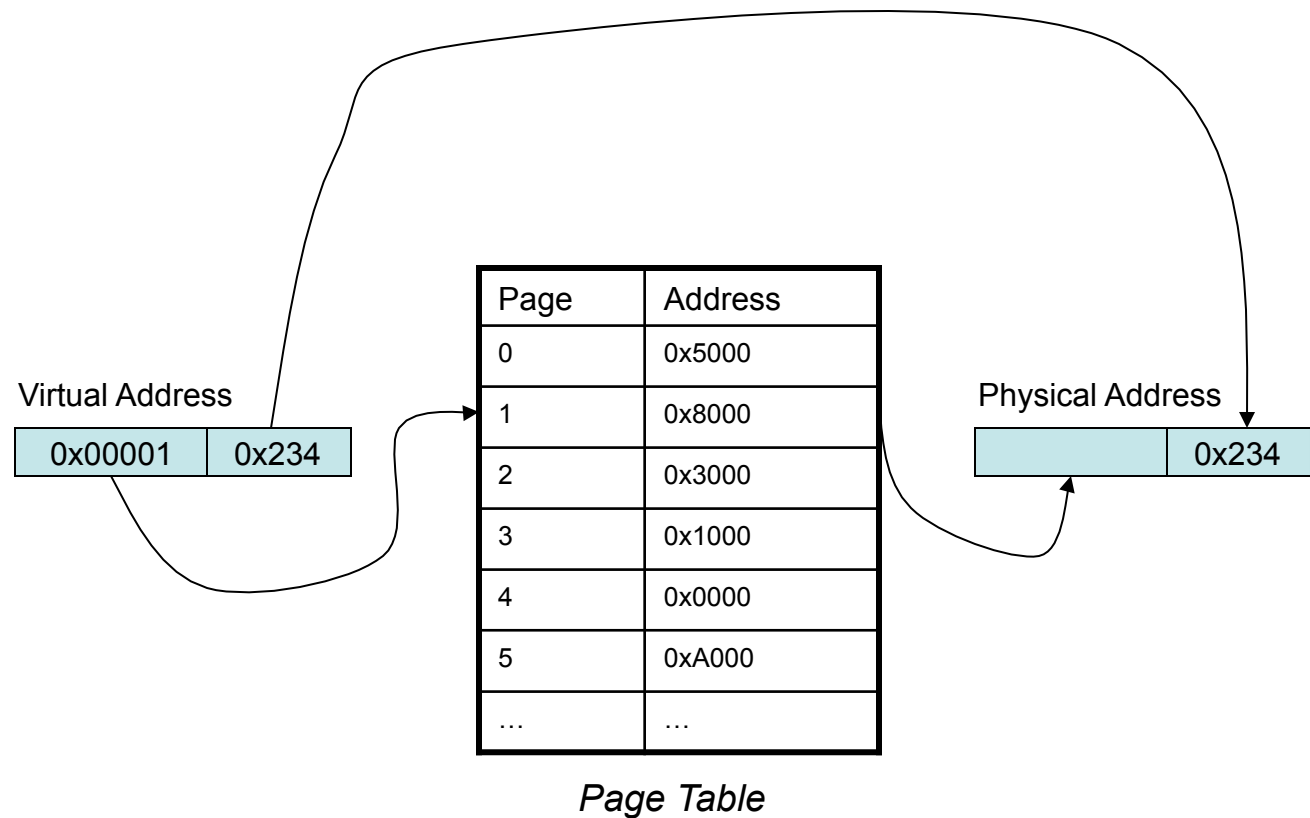 Virtual Address
0x00001 0x234
Page Address
0 0x5000
1 0x8000
2 0x3000
3 0x1000
4 0x0000
5 0xA000
… …
Page Table
Physical Address
0x234